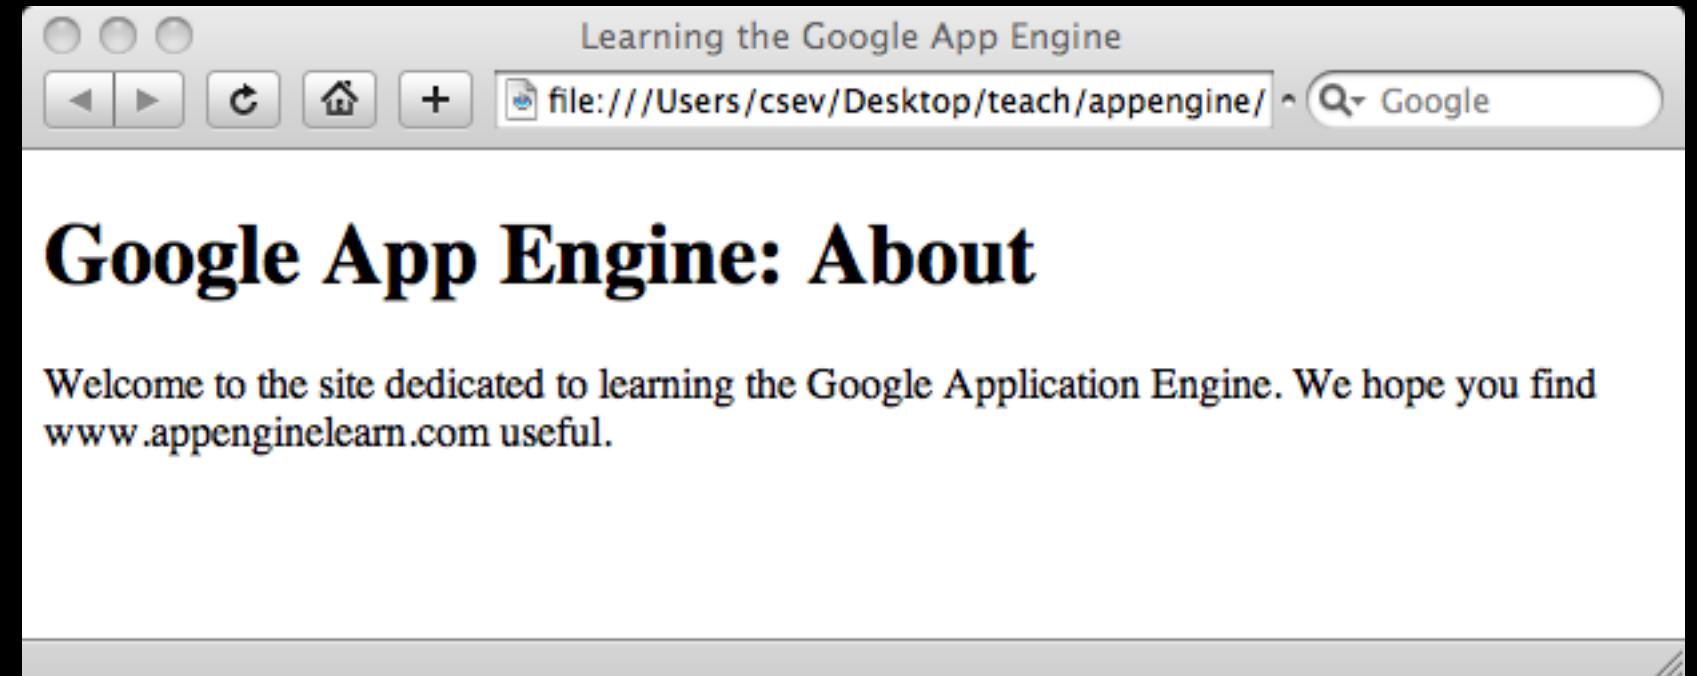 Learning the Google App Engine
file:///Users/csev/Desktop/teach/appengine/
Google
Google App Engine: About
Welcome to the site dedicated to learning the Google Application Engine. We hope you find
www.appenginelearn.com useful.